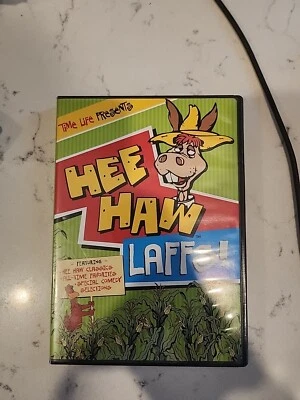 TIME LIFE PRESENTS
HEE
HAW
LAFFS!
- FEATURING -
HEE HAW CLASSICS
ALL-TIME FAVORITES
SPECIAL COMEDY
SELECTIONS